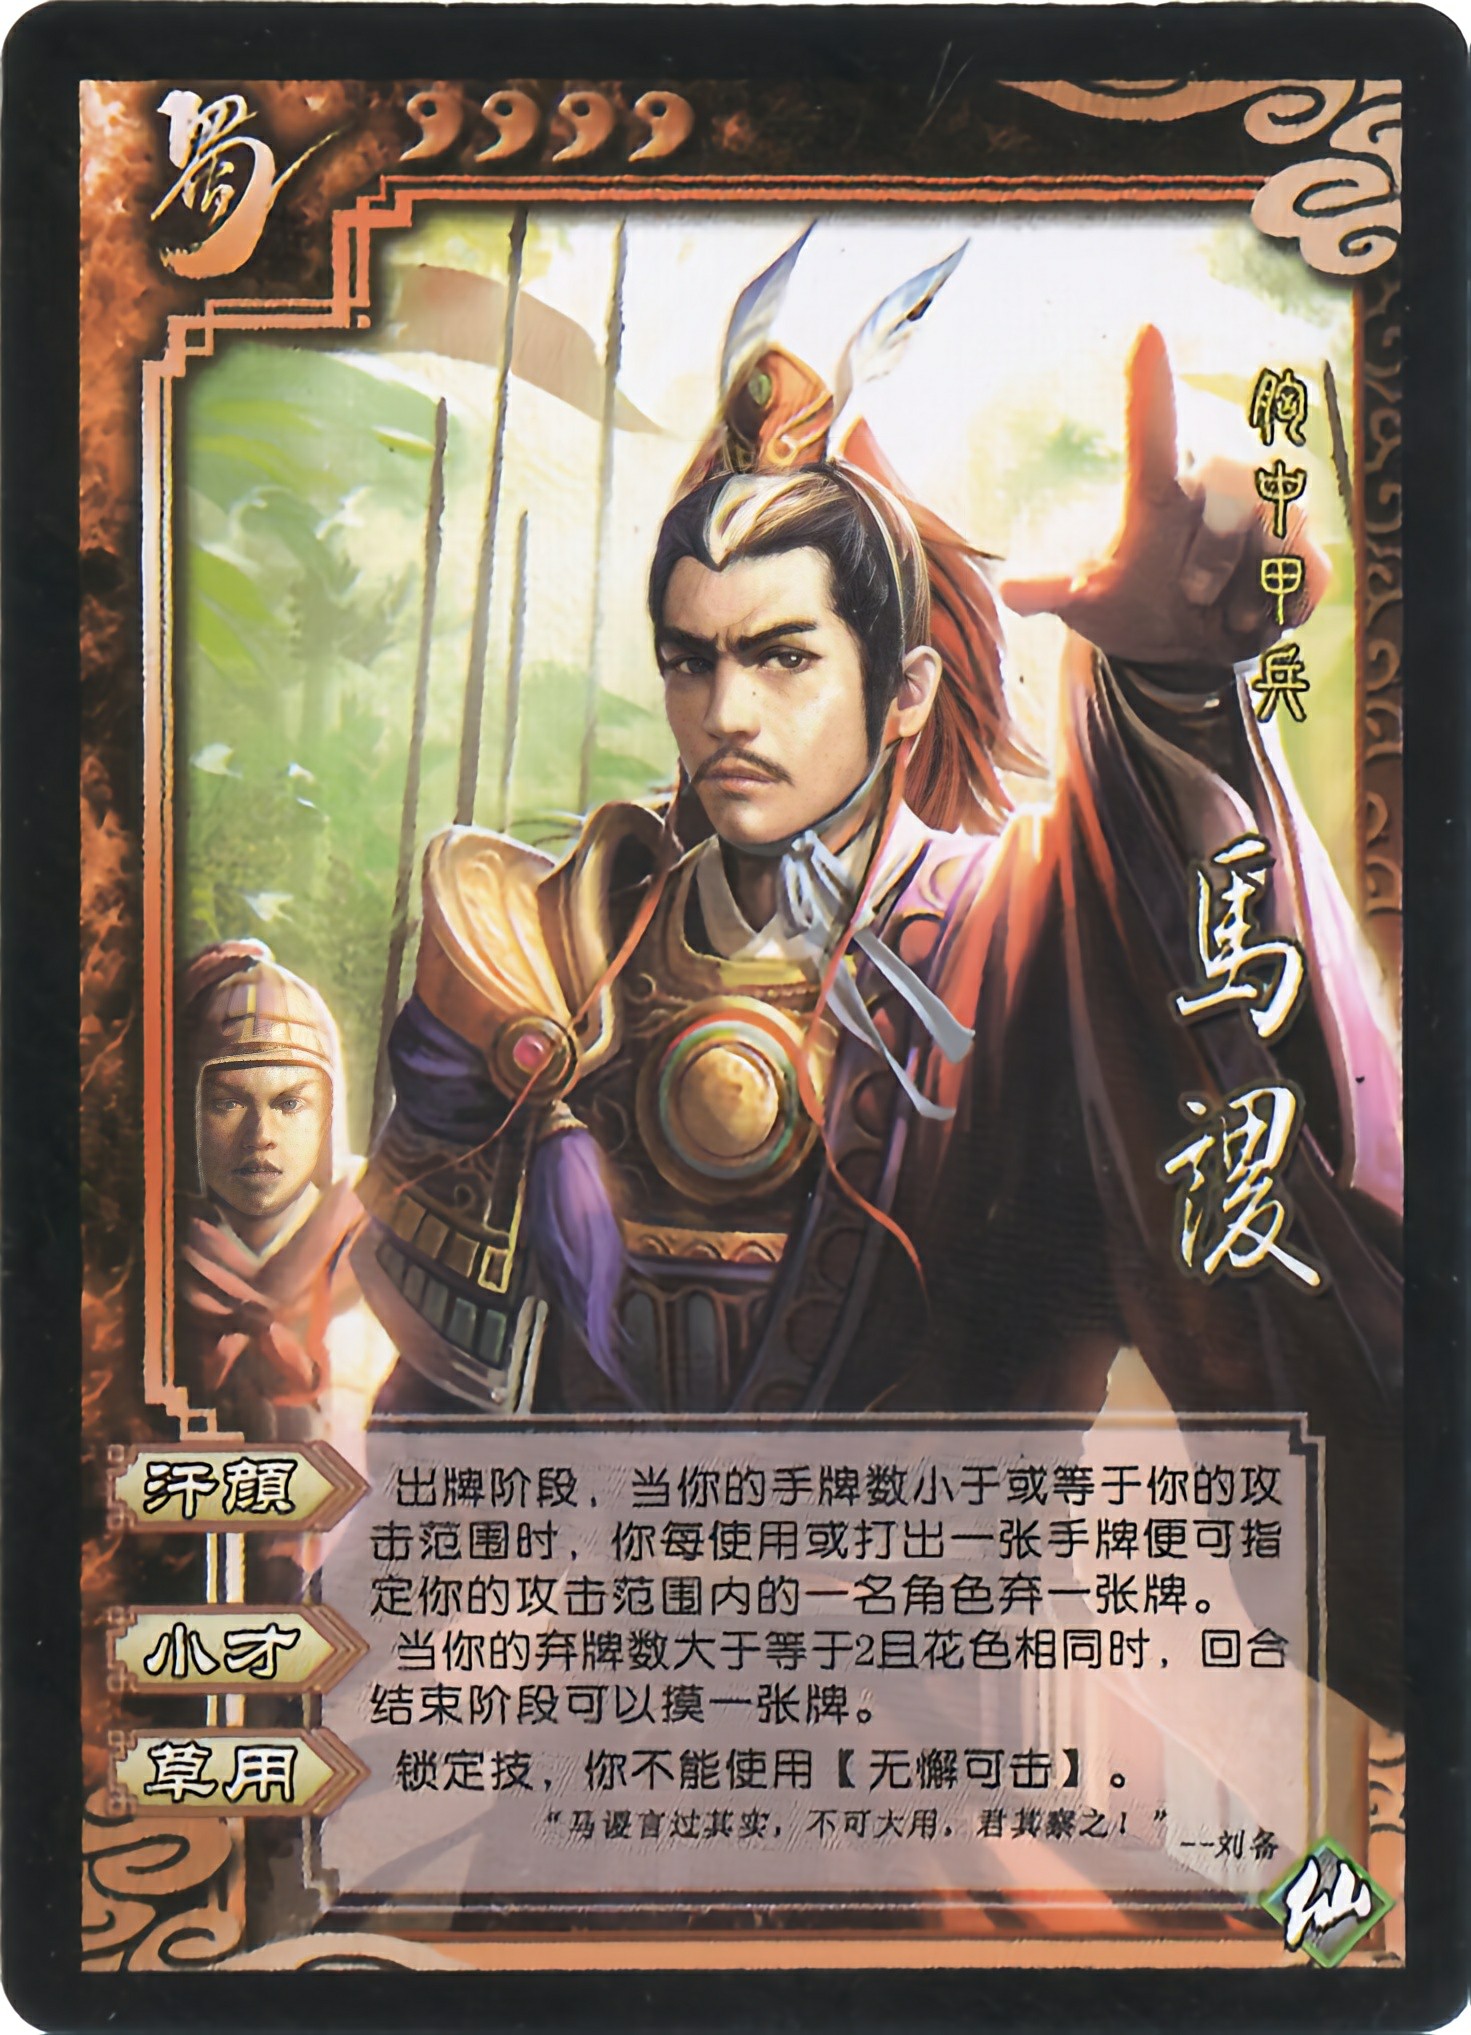 蜀
胸中甲兵
馬謖
汗顔
出牌阶段，当你的手牌数小于或等于你的攻
击范围时，你每使用或打出一张手牌便可指
定你的攻击范围内的一名角色弃一张牌。
小才
当你的弃牌数大于等于2且花色相同时，回合
结束阶段可以摸一张牌。
草用
锁定技，你不能使用【无懈可击】。
“马谡言过其实，不可大用，君其察之！”
--刘备
仙